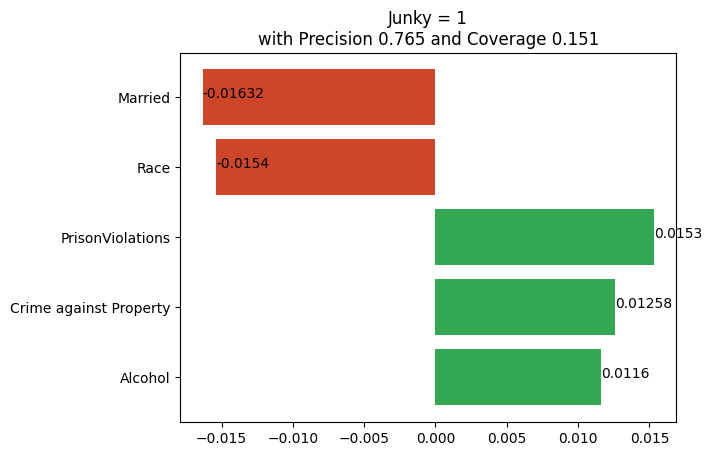 Junky = 1
with Precision 0.765 and Coverage 0.151
Married
-0.01632
Race
-0.0154
PrisonViolations
0.0153
Crime against Property
0.01258
Alcohol
0.0116
−0.015 −0.010 −0.005 0.000 0.005 0.010 0.015